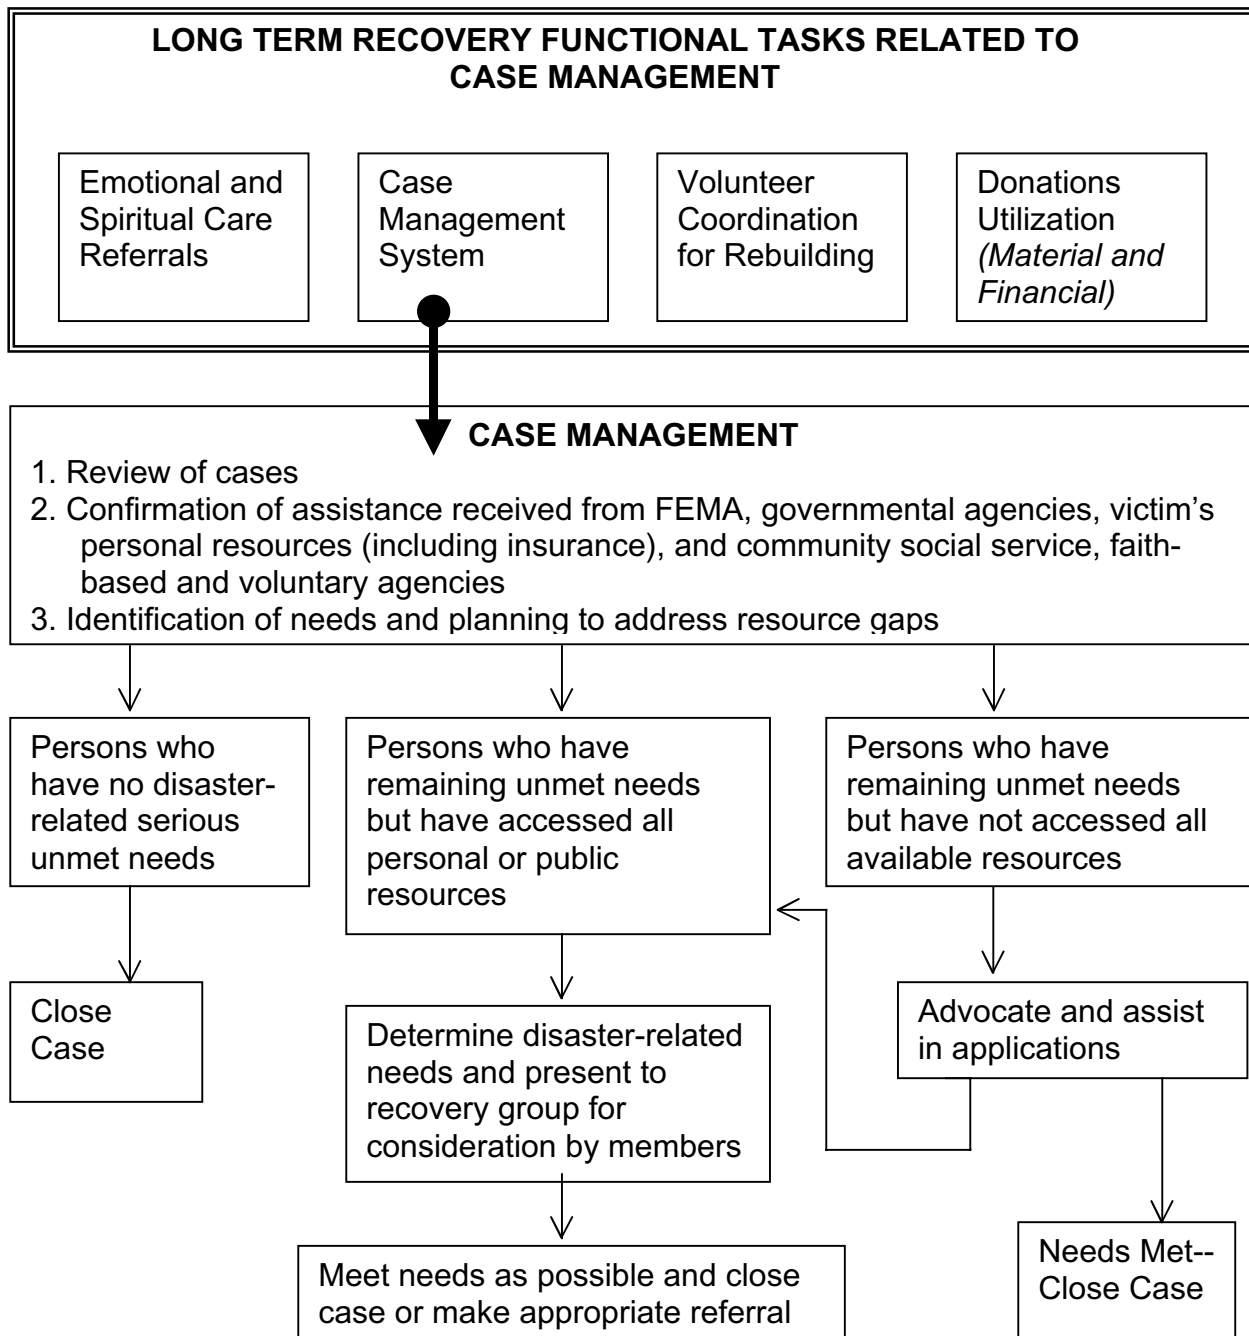 LONG TERM RECOVERY FUNCTIONAL TASKS RELATED TO
CASE MANAGEMENT
Emotional and
Spiritual Care
Referrals
Case
Management
System
Volunteer
Coordination
for Rebuilding
Donations
Utilization
(Material and
Financial)
CASE MANAGEMENT
1. Review of cases
2. Confirmation of assistance received from FEMA, governmental agencies, victim’s
personal resources (including insurance), and community social service, faith-
based and voluntary agencies
3. Identification of needs and planning to address resource gaps
Persons who
have no disaster-
related serious
unmet needs
Persons who have
remaining unmet needs
but have accessed all
personal or public
resources
Persons who have
remaining unmet needs
but have not accessed all
available resources
Close
Case
Determine disaster-related
needs and present to
recovery group for
consideration by members
Advocate and assist
in applications
Meet needs as possible and close
case or make appropriate referral
Needs Met--
Close Case